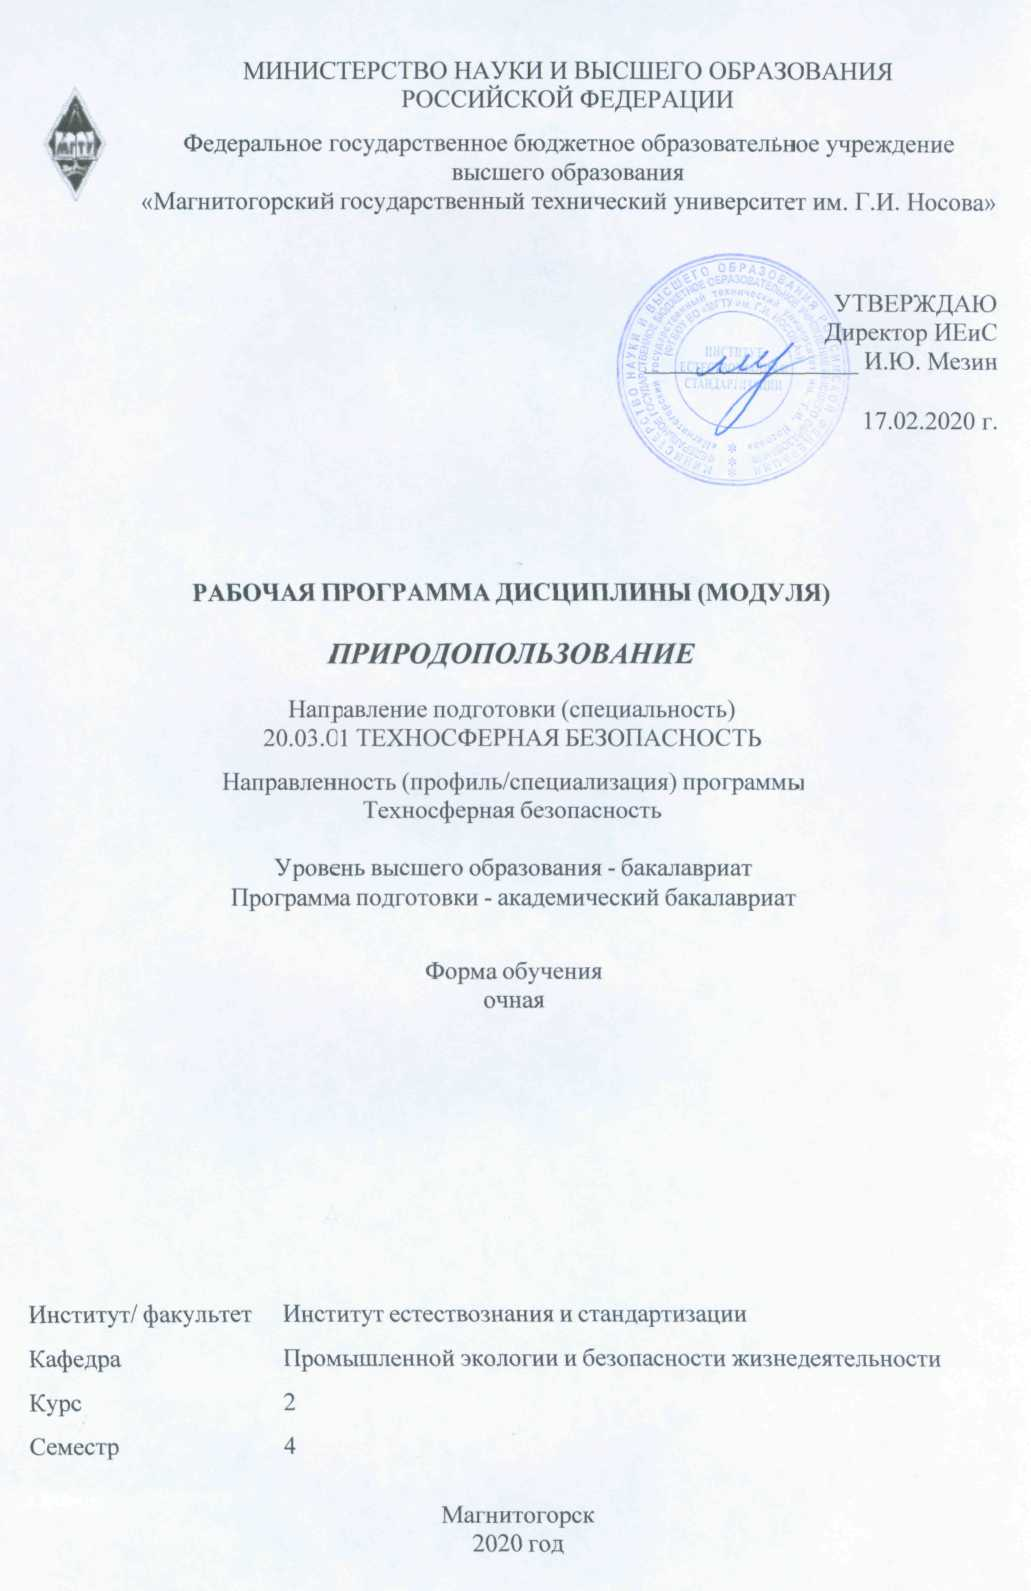 МИНИСТЕРСТВО НАУКИ И ВЫСШЕГО ОБРАЗОВАНИЯ
РОССИЙСКОЙ ФЕДЕРАЦИИ
Федеральное государственное бюджетное образовательное учреждение
высшего образования
«Магнитогорский государственный технический университет им. Г.И. Носова»
МГТУ
УТВЕРЖДАЮ
Директор ИЕиС
И.Ю. Мезин
17.02.2020 г.
РАБОЧАЯ ПРОГРАММА ДИСЦИПЛИНЫ (МОДУЛЯ)
ПРИРОДОПОЛЬЗОВАНИЕ
Направление подготовки (специальность)
20.03.01 ТЕХНОСФЕРНАЯ БЕЗОПАСНОСТЬ
Направленность (профиль/специализация) программы
Техносферная безопасность
Уровень высшего образования - бакалавриат
Программа подготовки - академический бакалавриат
Форма обучения
очная
Институт/ факультет Институт естествознания и стандартизации
Кафедра Промышленной экологии и безопасности жизнедеятельности
Курс 2
Семестр 4
Магнитогорск
2020 год